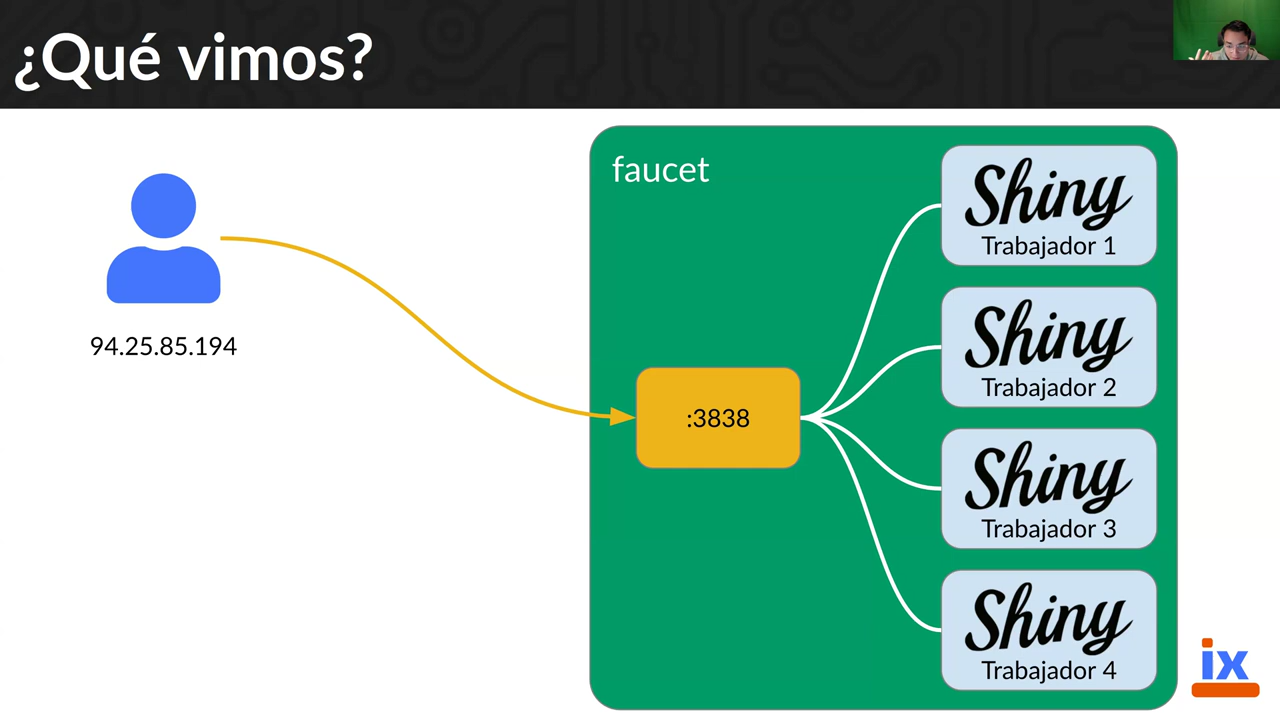 ¿Qué vimos?
faucet
94.25.85.194
:3838
Shiny
Trabajador 1
Shiny
Trabajador 2
Shiny
Trabajador 3
Shiny
Trabajador 4
ix